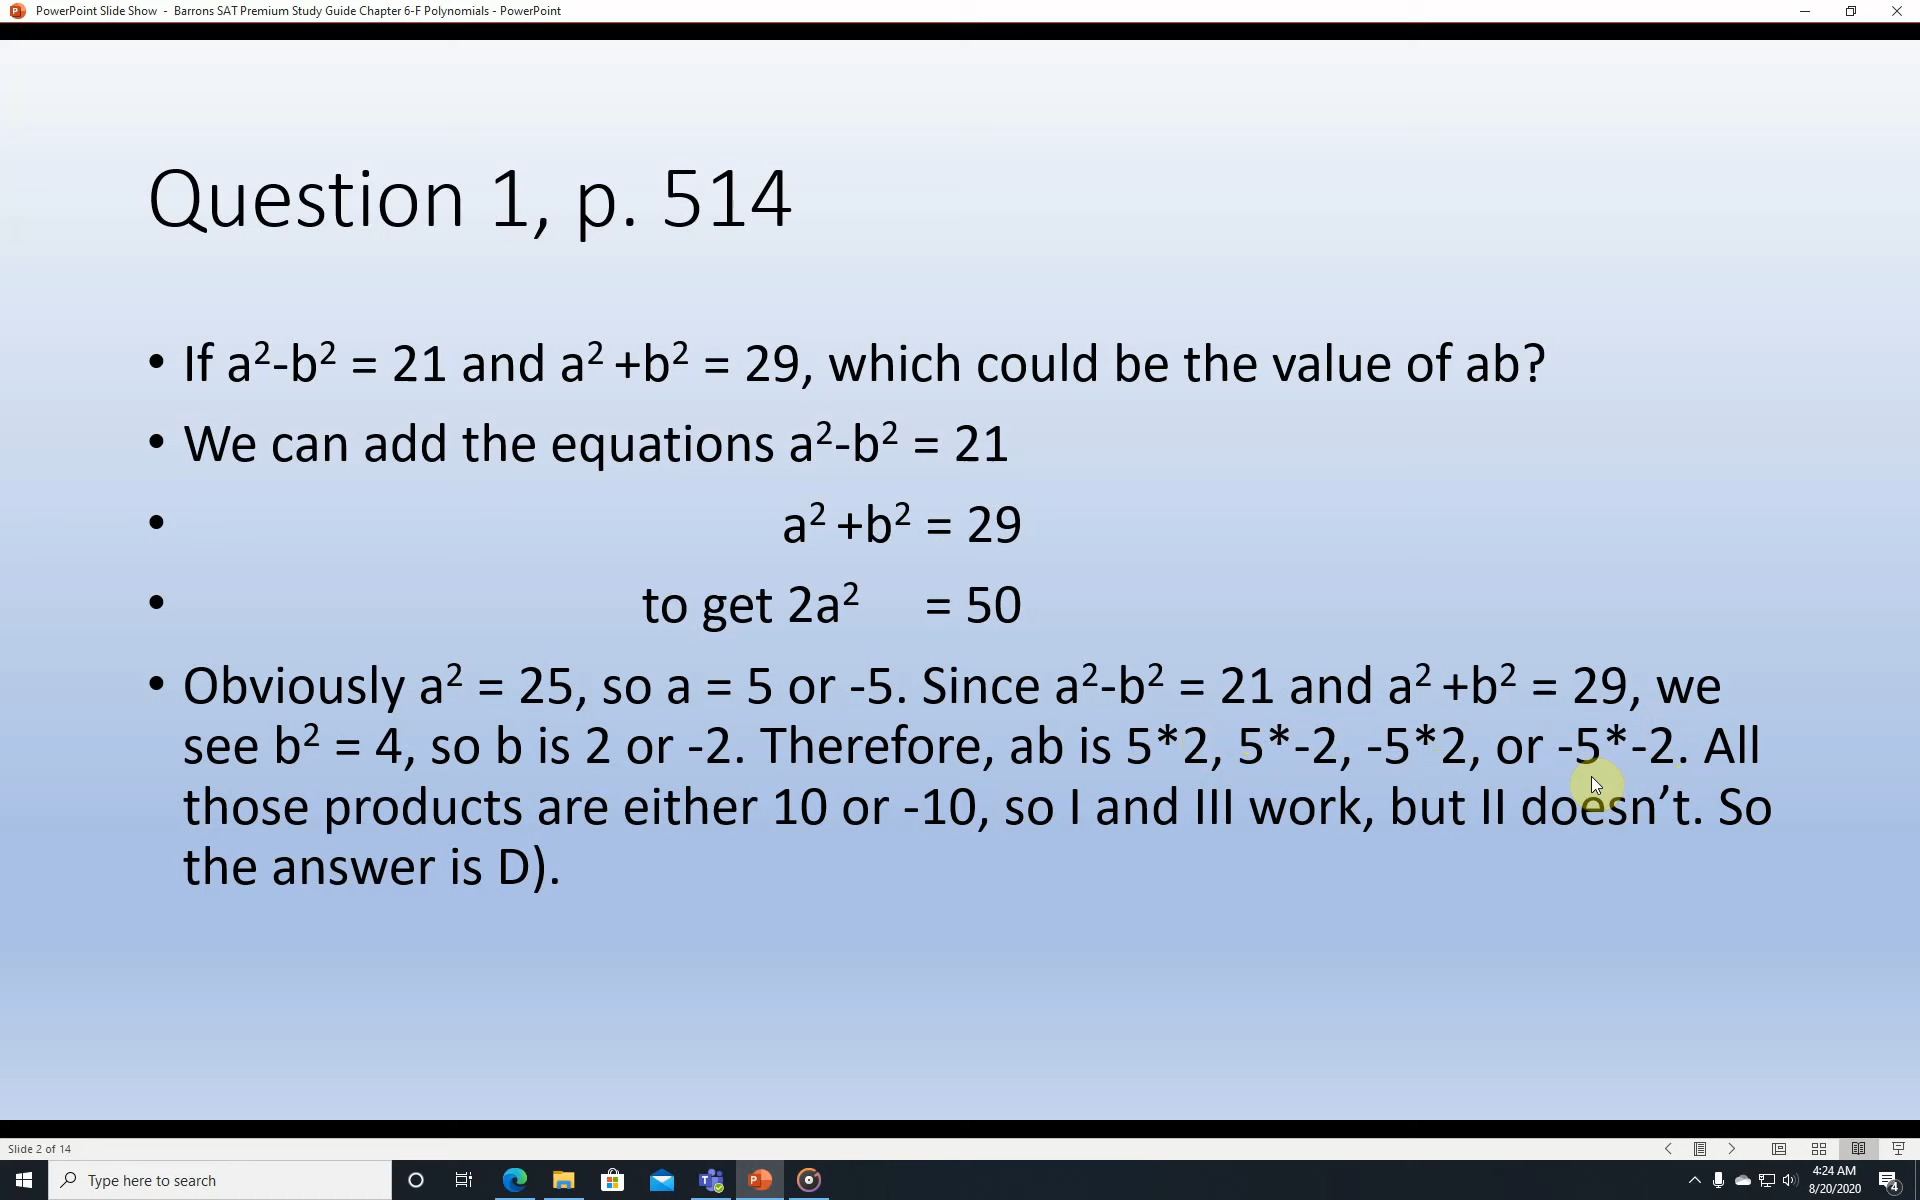 PowerPoint Slide Show - Barrons SAT Premium Study Guide Chapter 6-F Polynomials - PowerPoint
Question 1, p. 514
• If a²-b² = 21 and a² +b² = 29, which could be the value of ab?
• We can add the equations a²-b² = 21
• a² +b² = 29
• to get 2a² = 50
• Obviously a² = 25, so a = 5 or -5. Since a²-b² = 21 and a² +b² = 29, we
see b² = 4, so b is 2 or -2. Therefore, ab is 5*2, 5*-2, -5*2, or -5*-2. All
those products are either 10 or -10, so I and III work, but II doesn’t. So
the answer is D).
Slide 2 of 14
Type here to search
4:24 AM
8/20/2020
4